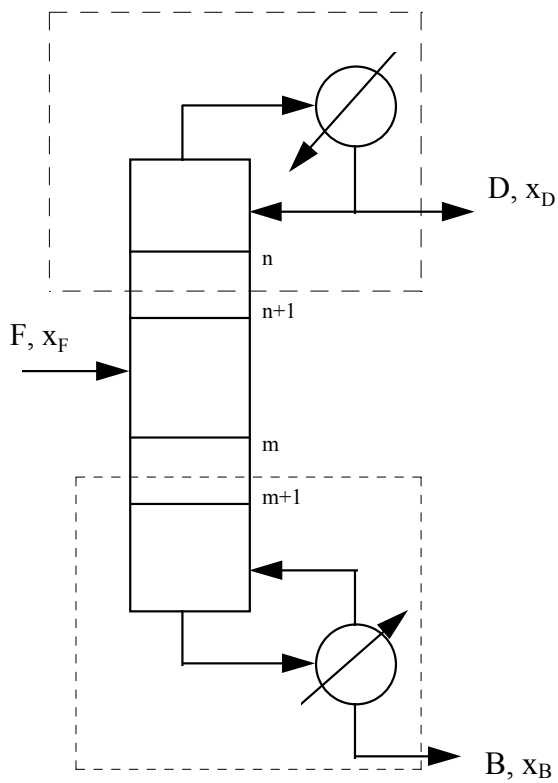 D, x_D
n
n+1
F, x_F
m
m+1
B, x_B